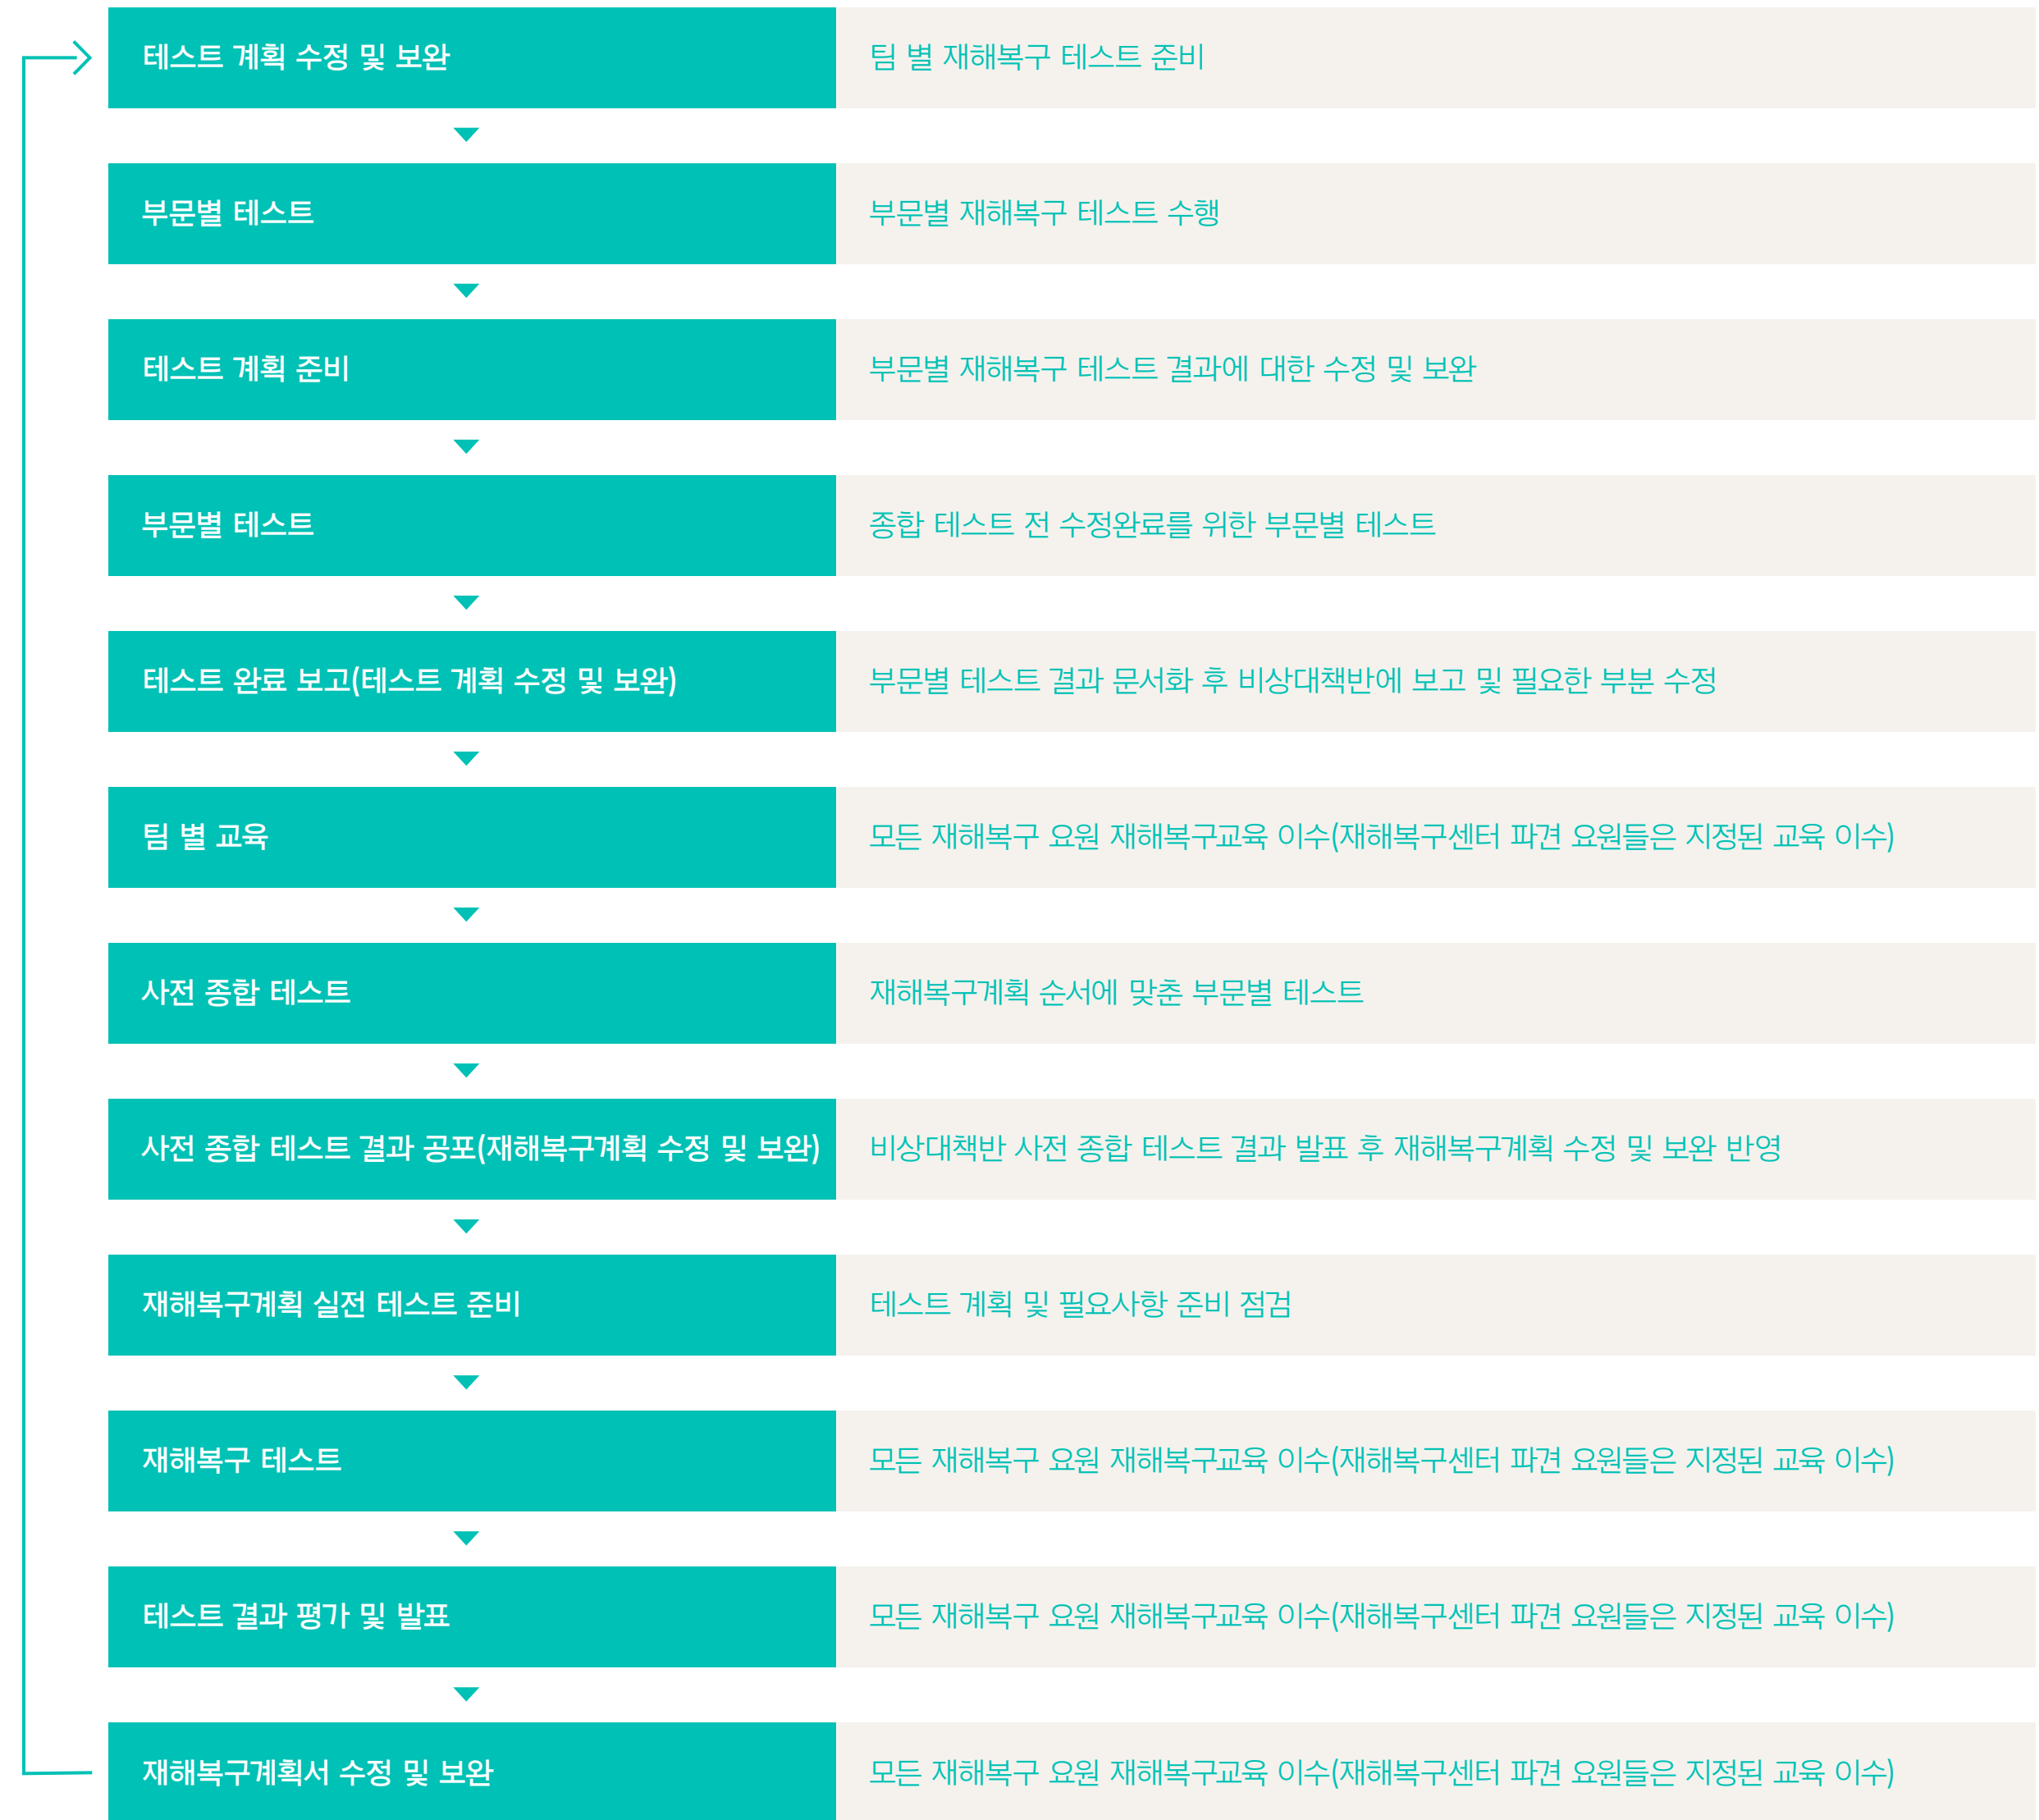 테스트 계획 수정 및 보완
팀 별 재해복구 테스트 준비
부문별 테스트
부문별 재해복구 테스트 수행
테스트 계획 준비
부문별 재해복구 테스트 결과에 대한 수정 및 보완
부문별 테스트
종합 테스트 전 수정완료를 위한 부문별 테스트
테스트 완료 보고(테스트 계획 수정 및 보완)
부문별 테스트 결과 문서화 후 비상대책반에 보고 및 필요한 부분 수정
팀 별 교육
모든 재해복구 요원 재해복구교육 이수(재해복구센터 파견 요원들은 지정된 교육 이수)
사전 종합 테스트
재해복구계획 순서에 맞춘 부문별 테스트
사전 종합 테스트 결과 공포(재해복구계획 수정 및 보완)
비상대책반 사전 종합 테스트 결과 발표 후 재해복구계획 수정 및 보완 반영
재해복구계획 실전 테스트 준비
테스트 계획 및 필요사항 준비 점검
재해복구 테스트
모든 재해복구 요원 재해복구교육 이수(재해복구센터 파견 요원들은 지정된 교육 이수)
테스트 결과 평가 및 발표
모든 재해복구 요원 재해복구교육 이수(재해복구센터 파견 요원들은 지정된 교육 이수)
재해복구계획서 수정 및 보완
모든 재해복구 요원 재해복구교육 이수(재해복구센터 파견 요원들은 지정된 교육 이수)